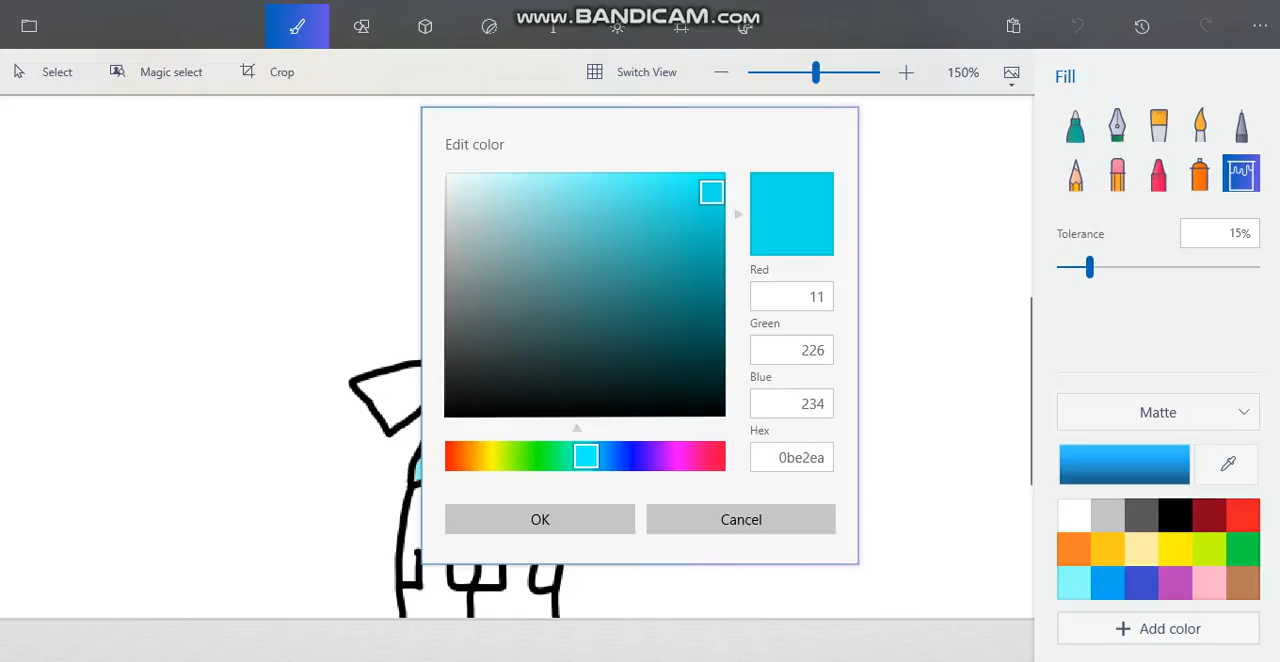 www.BANDICAM.com
Select
Magic select
Crop
Switch View
150%
Fill
Tolerance
15%
Matte
Add color
Edit color
Red
11
Green
226
Blue
234
Hex
0be2ea
OK
Cancel